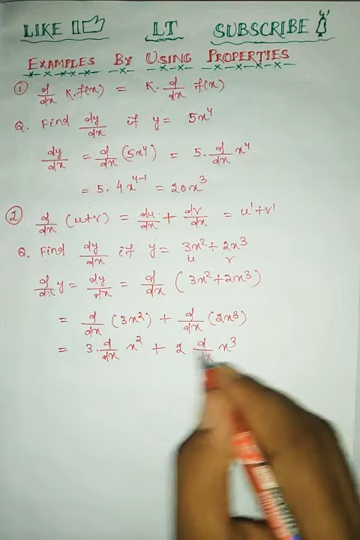 LIKE LT SUBSCRIBE
EXAMPLES BY USING PROPERTIES
① d/dx K.f(x) = K. d/dx f(x)
Q. Find dy/dx if y = 5x⁴
dy/dx = d/dx (5x⁴) = 5. d/dx x⁴
= 5.4x⁴⁻¹ = 20x³
② d/dx (u+v) = du/dx + dv/dx = u'+v'
Q. Find dy/dx if y = 3x²+2x³
u v
d/dx y = dy/dx = d/dx (3x²+2x³)
= d/dx (3x²) + d/dx (2x³)
= 3. d/dx x² + 2 d/dx x³